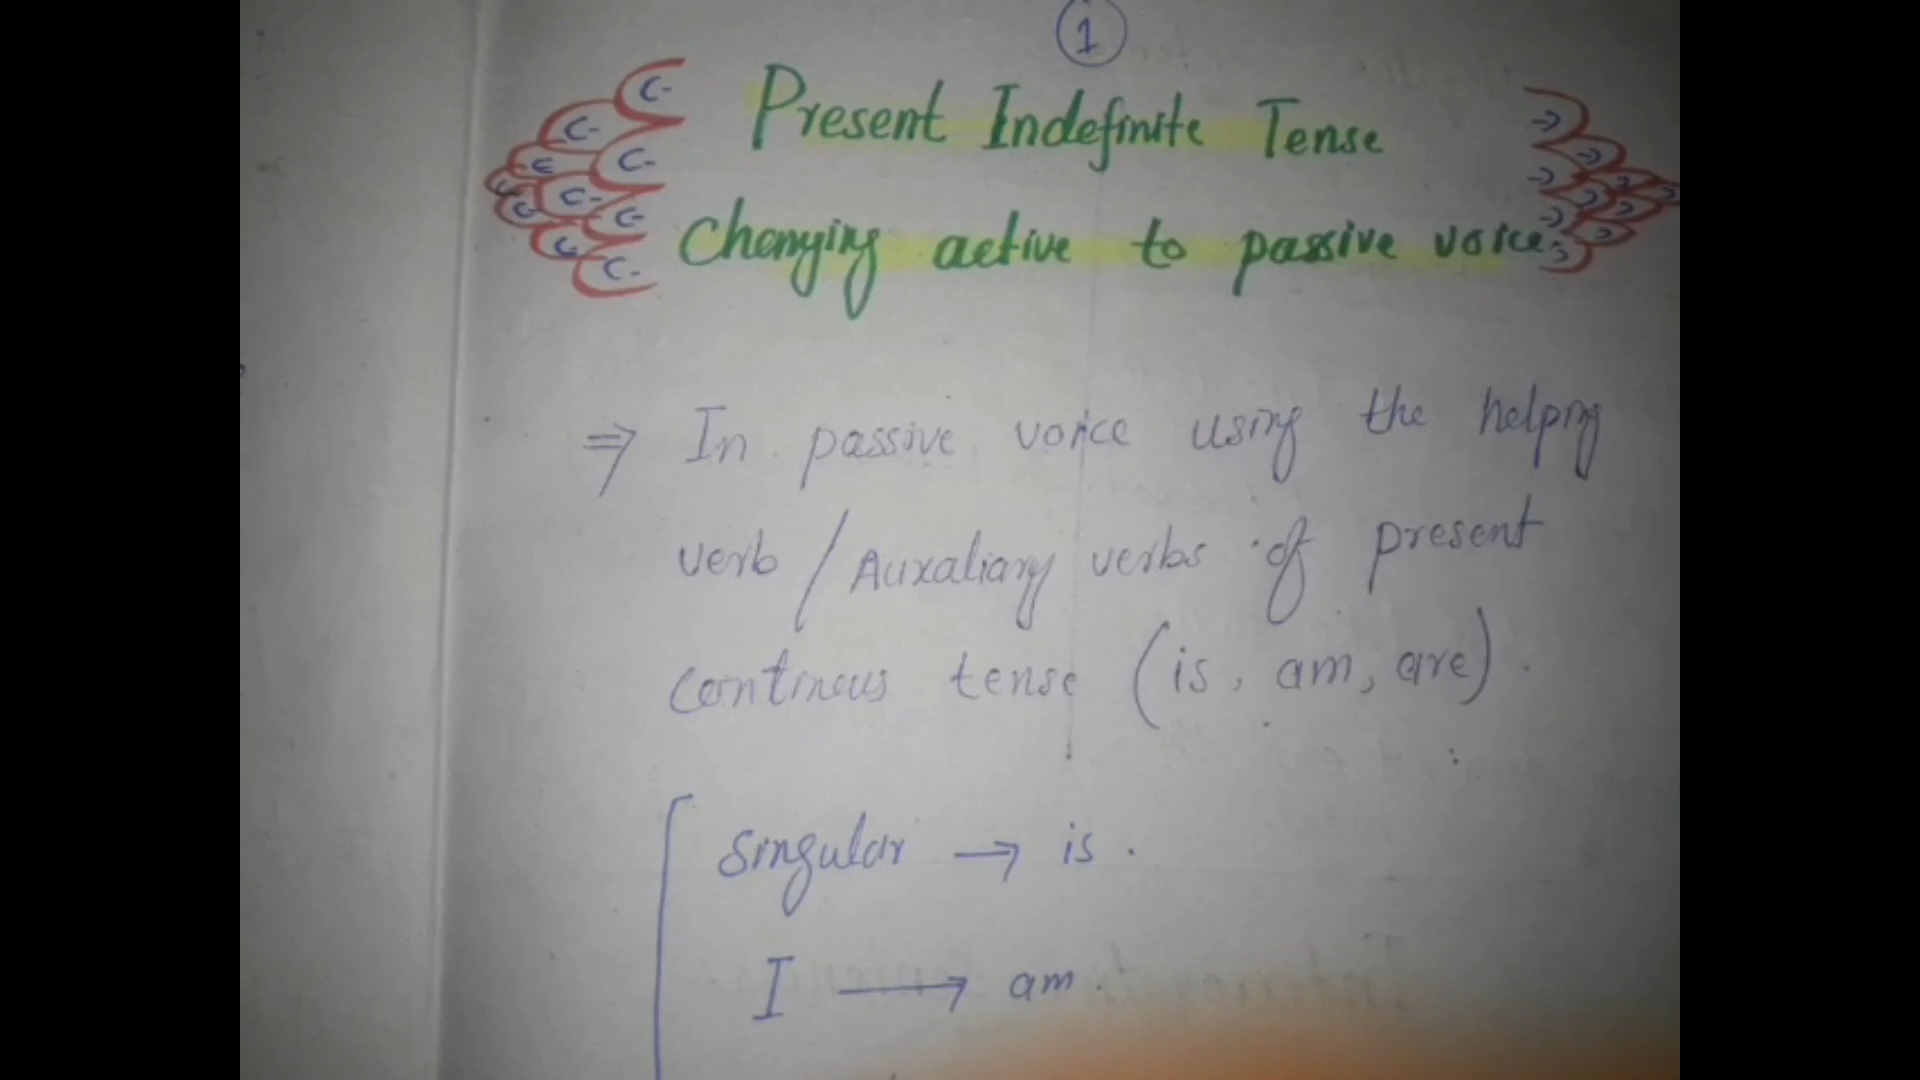 1
Present Indefinite Tense
Changing active to passive voice
⇒ In passive voice using the helping
verb / Auxaliary verbs of present
continous tense (is, am, are).
singular → is.
I → am.